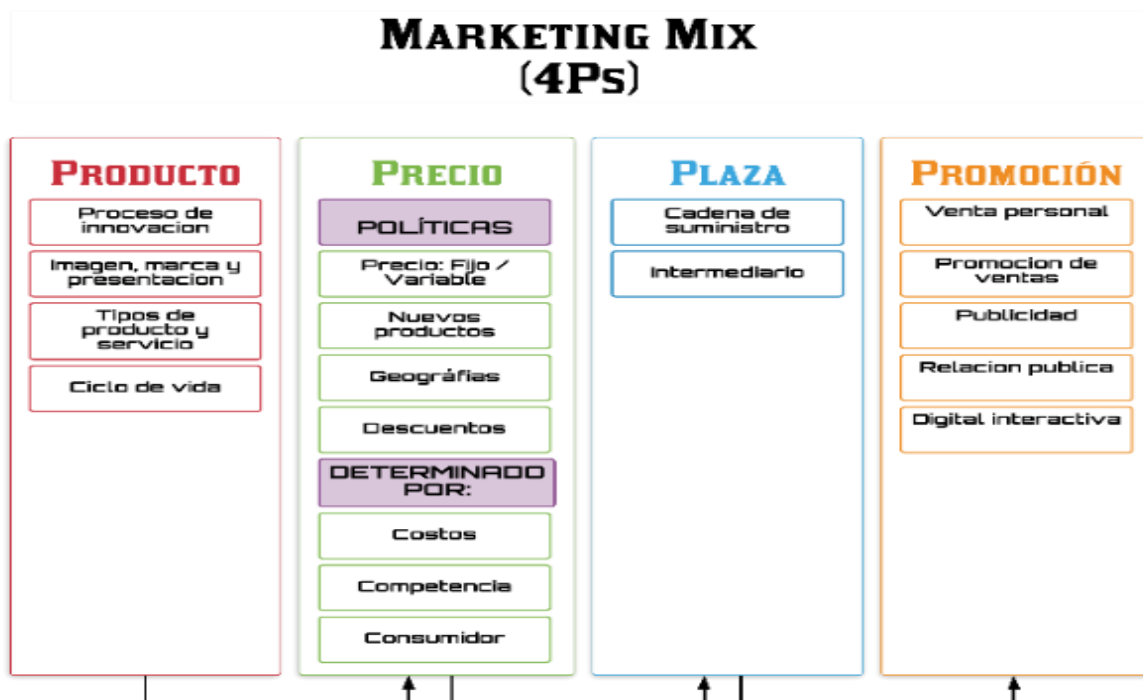 MARKETING MIX
(4PS)
PRODUCTO
Proceso de
innovacion
Imagen, marca y
presentacion
Tipos de
producto y
servicio
Ciclo de vida
PRECIO
POLÍTICAS
Precio: Fijo /
Variable
Nuevos
productos
Geográfias
Descuentos
DETERMINADO
POR:
Costos
Competencia
Consumidor
PLAZA
Cadena de
suministro
Intermediario
PROMOCIÓN
Venta personal
Promocion de
ventas
Publicidad
Relacion publica
Digital interactiva